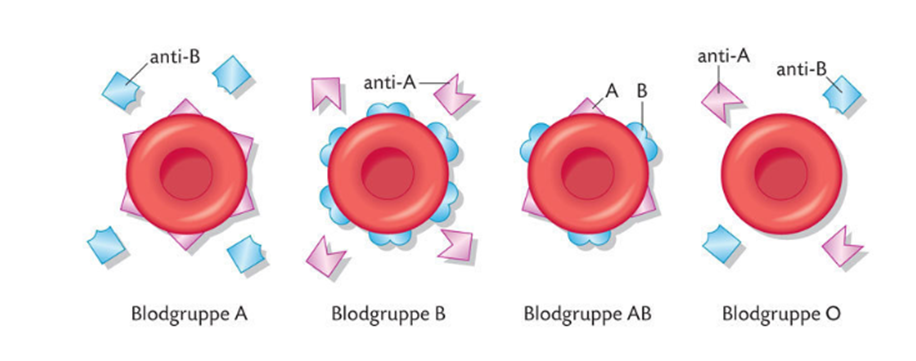 anti-B
anti-A
A B
anti-A
anti-B
Blodgruppe A
Blodgruppe B
Blodgruppe AB
Blodgruppe O